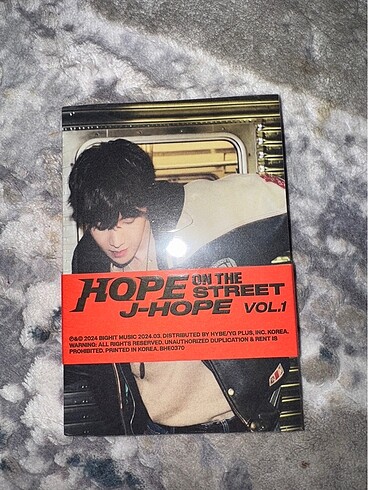 HOPE ON THE STREET
J-HOPE VOL.1
℗&© 2024 BIGHIT MUSIC 2024.03. DISTRIBUTED BY HYBE/YG PLUS, INC. KOREA.
WARNING: ALL RIGHTS RESERVED. UNAUTHORIZED DUPLICATION & RENT IS
PROHIBITED. PRINTED IN KOREA. BHE0370